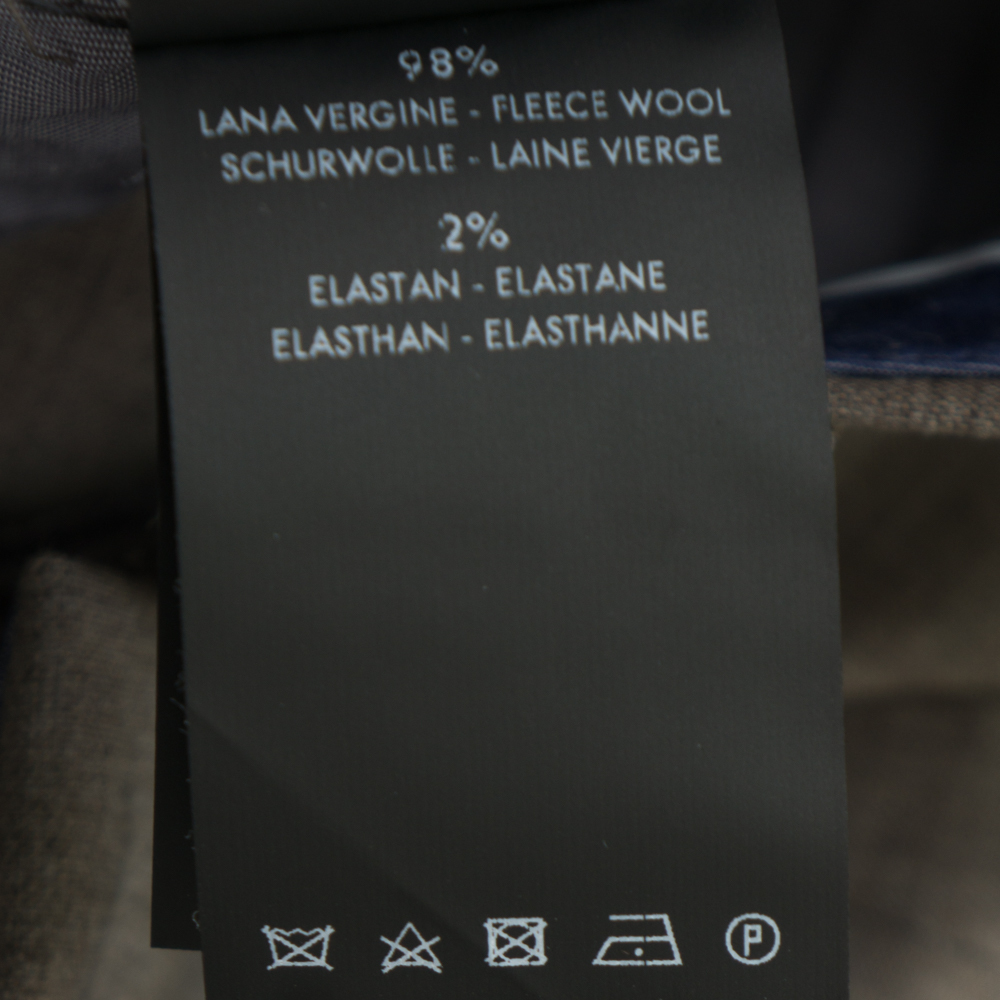 98%
LANA VERGINE - FLEECE WOOL
SCHURWOLLE - LAINE VIERGE
2%
ELASTAN - ELASTANE
ELASTHAN - ELASTHANNE
P